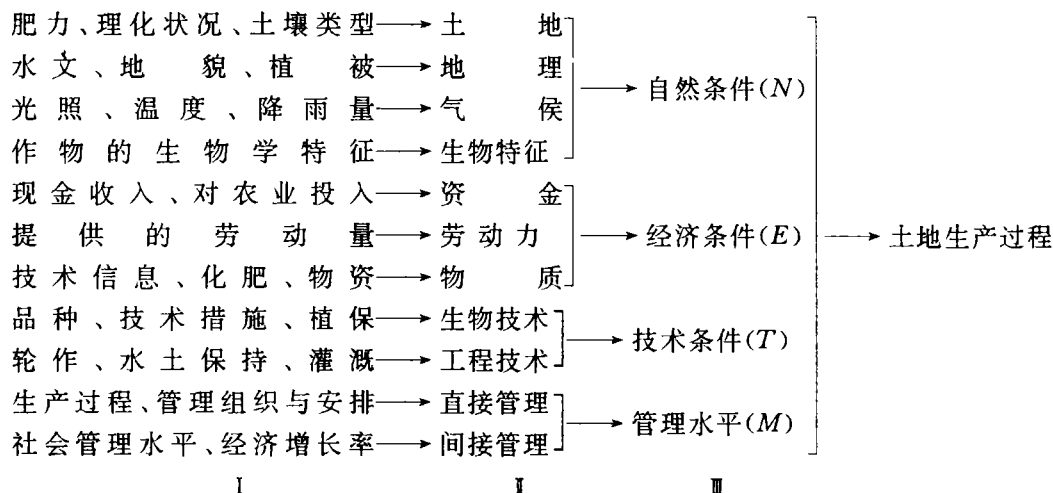 肥力、理化状况、土壤类型→土地
水文、地貌、植被→地理
自然条件(N)
光照、温度、降雨量→气候
作物的生物学特征→生物特征
现金收入、对农业投入→资金
提供的劳动量→劳动力→经济条件(E)→土地生产过程
技术信息、化肥、物资→物质
品种、技术措施、植保→生物技术
技术条件(T)
轮作、水土保持、灌溉→工程技术
生产过程、管理组织与安排→直接管理
管理水平(M)
社会管理水平、经济增长率→间接管理
Ⅰ Ⅱ Ⅲ